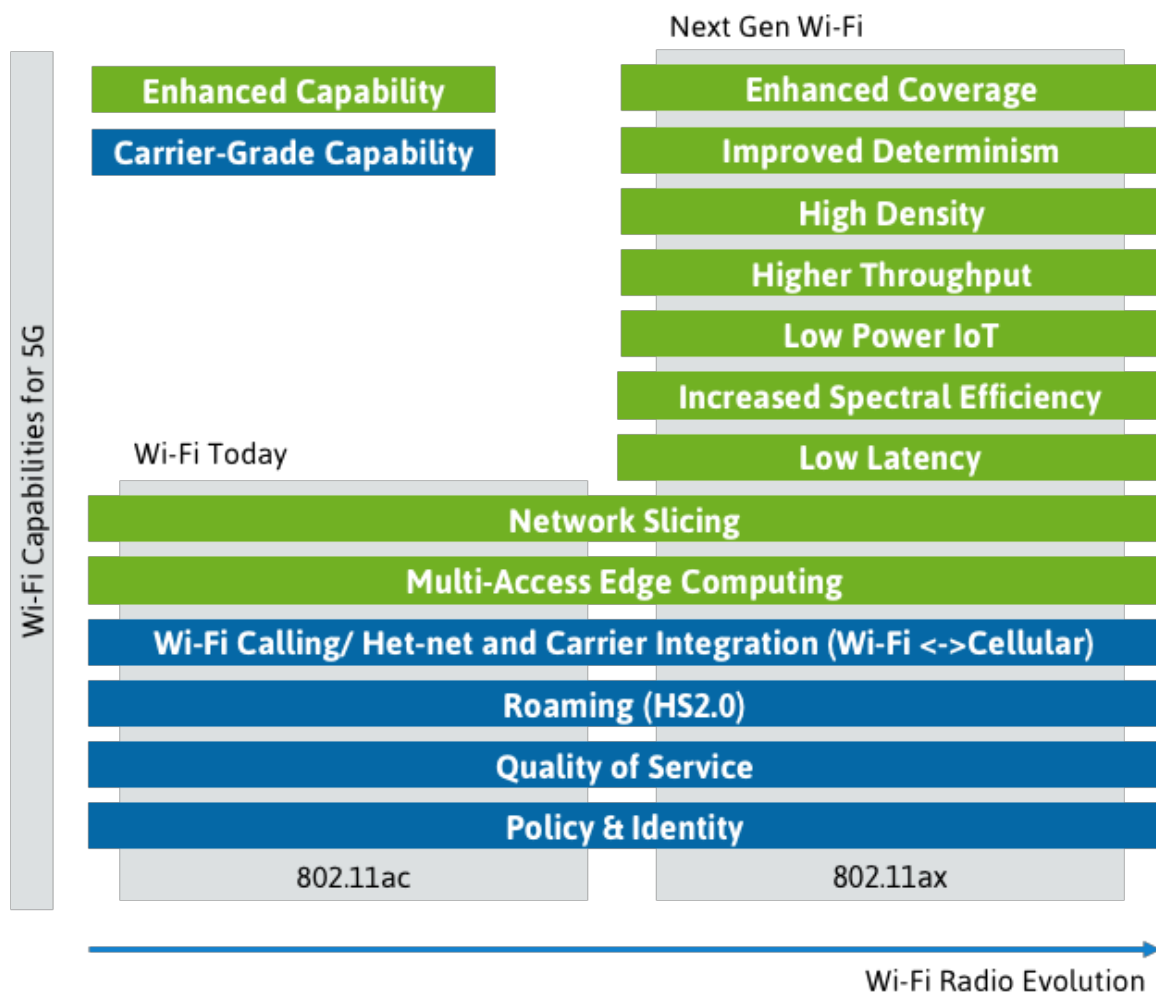 Next Gen Wi-Fi
Enhanced Capability
Carrier-Grade Capability
Enhanced Coverage
Improved Determinism
High Density
Higher Throughput
Low Power IoT
Increased Spectral Efficiency
Low Latency
Wi-Fi Capabilities for 5G
Wi-Fi Today
Network Slicing
Multi-Access Edge Computing
Wi-Fi Calling/ Het-net and Carrier Integration (Wi-Fi <->Cellular)
Roaming (HS2.0)
Quality of Service
Policy & Identity
802.11ac
802.11ax
Wi-Fi Radio Evolution